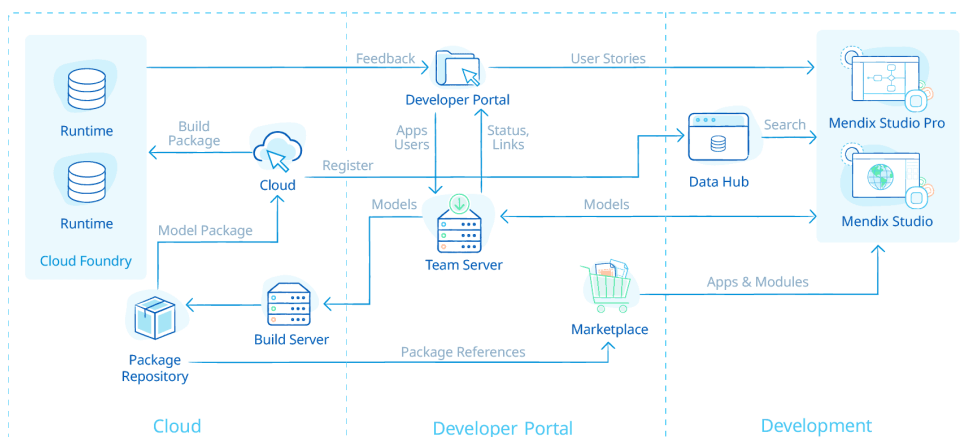 Feedback
User Stories
Developer Portal
Runtime
Mendix Studio Pro
Build
Package
Apps
Users
Status,
Links
Search
Cloud
Register
Data Hub
Runtime
Models
Models
Mendix Studio
Model Package
Cloud Foundry
Team Server
Apps & Modules
Build Server
Marketplace
Package
Repository
Package References
Cloud
Developer Portal
Development